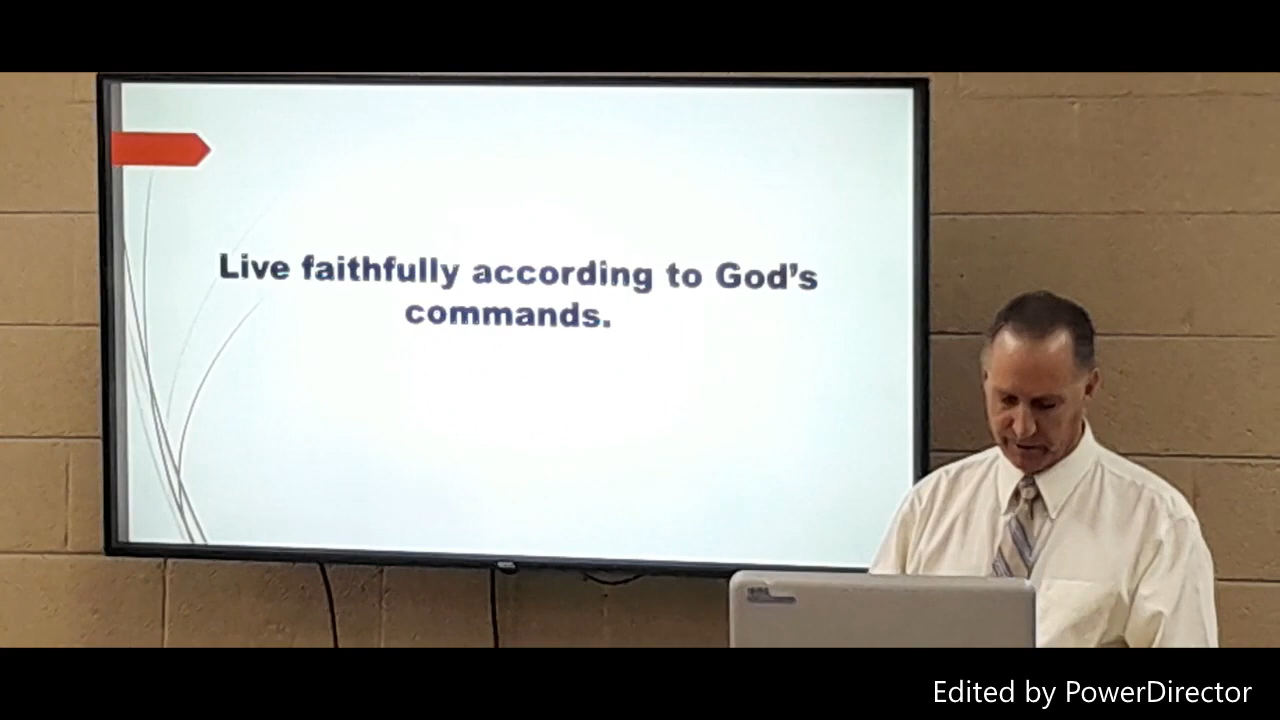 Live faithfully according to God's
commands.
Edited by PowerDirector